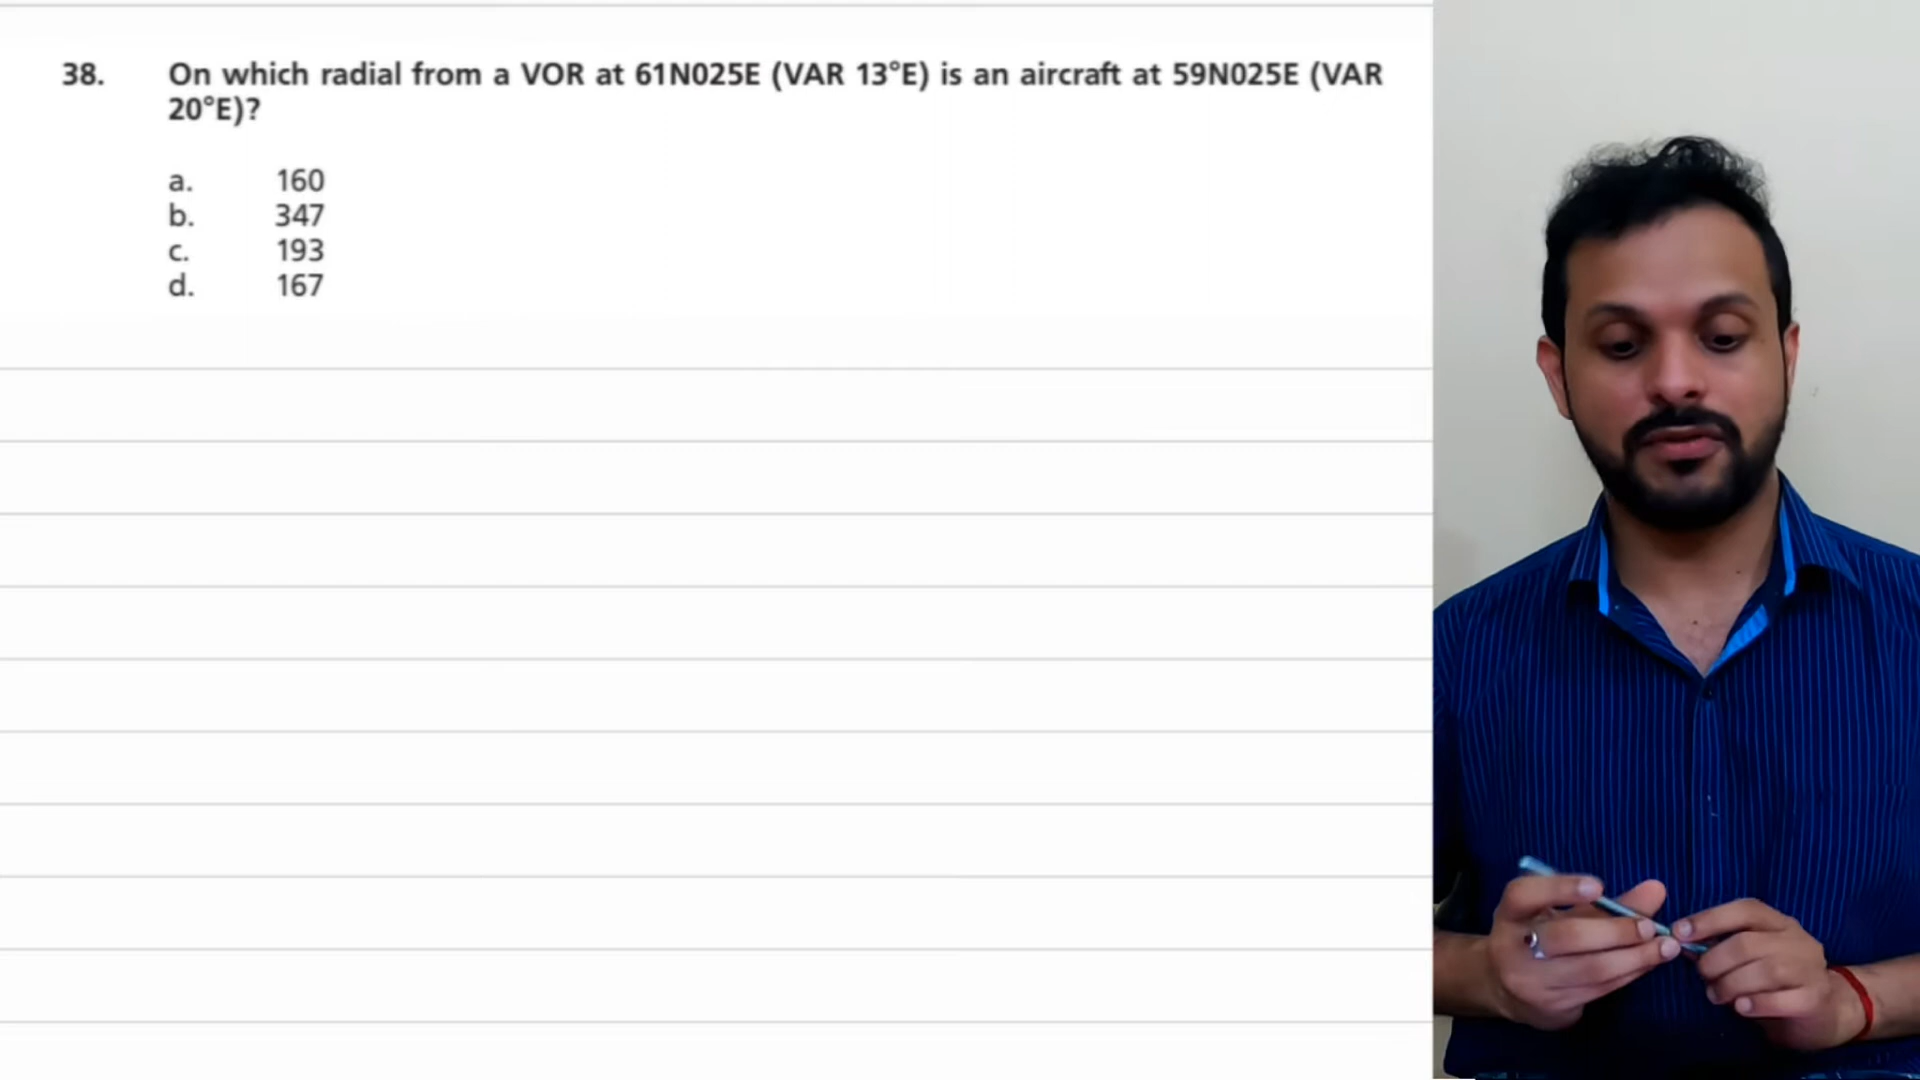 38. On which radial from a VOR at 61N025E (VAR 13°E) is an aircraft at 59N025E (VAR
20°E)?
a. 160
b. 347
c. 193
d. 167